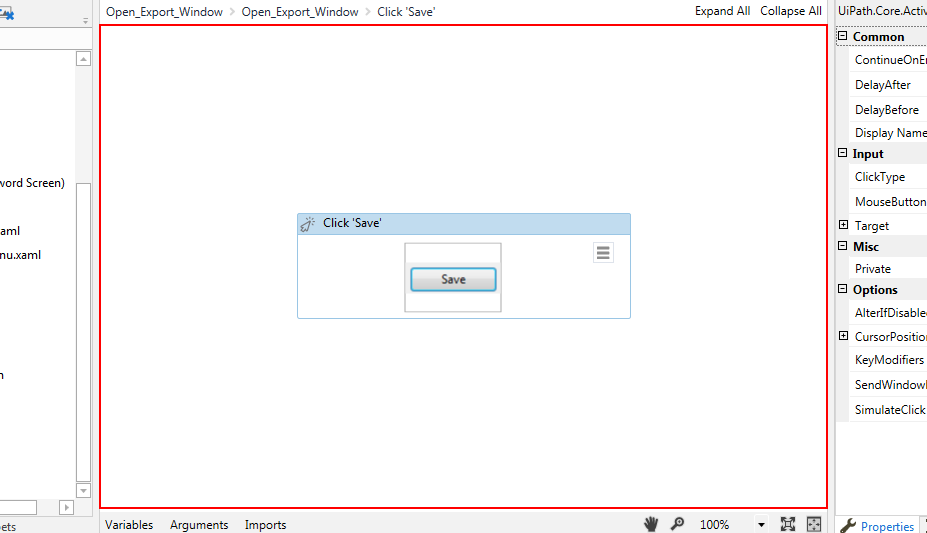 Open_Export_Window > Open_Export_Window > Click 'Save'
Expand All Collapse All
Click 'Save'
Save
Variables Arguments Imports
100%
word Screen)
aml
nu.xaml
n
ets
UiPath.Core.Activ
Common
ContinueOnEr
DelayAfter
DelayBefore
Display Name
Input
ClickType
MouseButton
Target
Misc
Private
Options
AlterIfDisabled
CursorPosition
KeyModifiers
SendWindow
SimulateClick
Properties